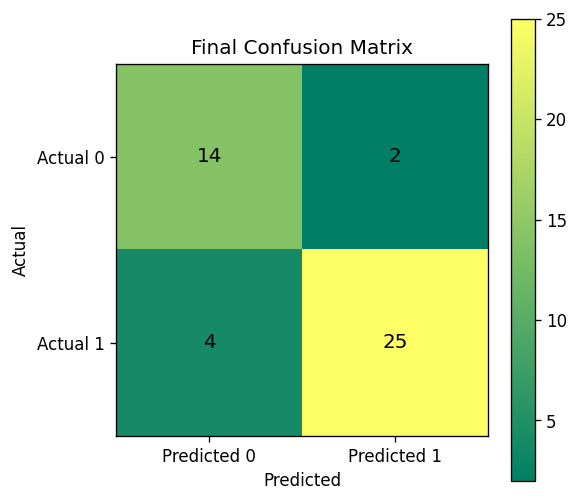 Final Confusion Matrix
Actual
Actual 0
14
2
Actual 1
4
25
Predicted 0
Predicted 1
Predicted
25
20
15
10
5